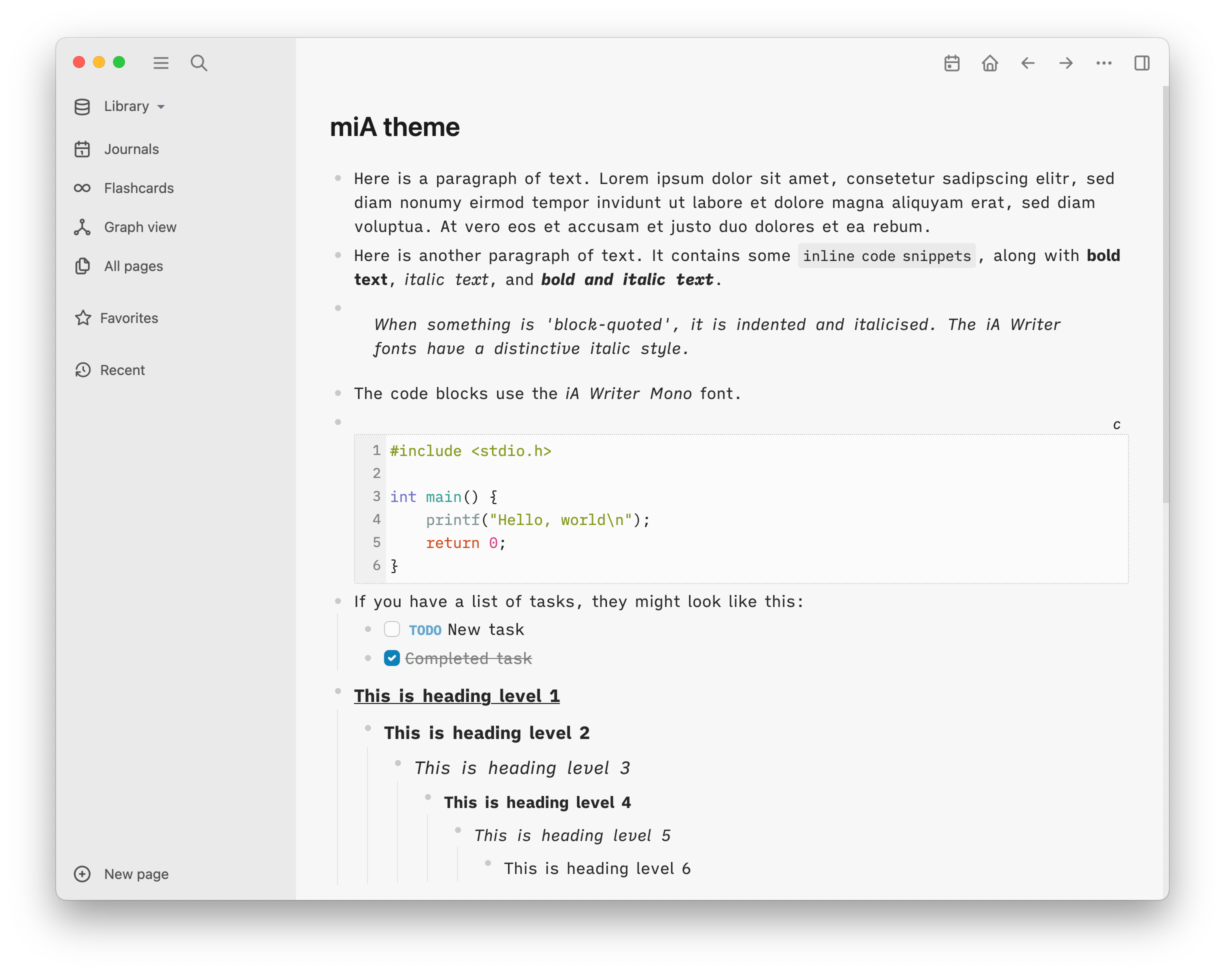 Library
Journals
Flashcards
Graph view
All pages
Favorites
Recent
New page
miA theme
Here is a paragraph of text. Lorem ipsum dolor sit amet, consetetur sadipscing elitr, sed
diam nonumy eirmod tempor invidunt ut labore et dolore magna aliquyam erat, sed diam
voluptua. At vero eos et accusam et justo duo dolores et ea rebum.
Here is another paragraph of text. It contains some inline code snippets, along with bold
text, italic text, and bold and italic text.
When something is 'block-quoted', it is indented and italicised. The iA Writer
fonts have a distinctive italic style.
The code blocks use the iA Writer Mono font.
c
1 #include <stdio.h>
2
3 int main() {
4     printf("Hello, world\n");
5     return 0;
6 }
If you have a list of tasks, they might look like this:
TODO New task
Completed task
This is heading level 1
This is heading level 2
This is heading level 3
This is heading level 4
This is heading level 5
This is heading level 6